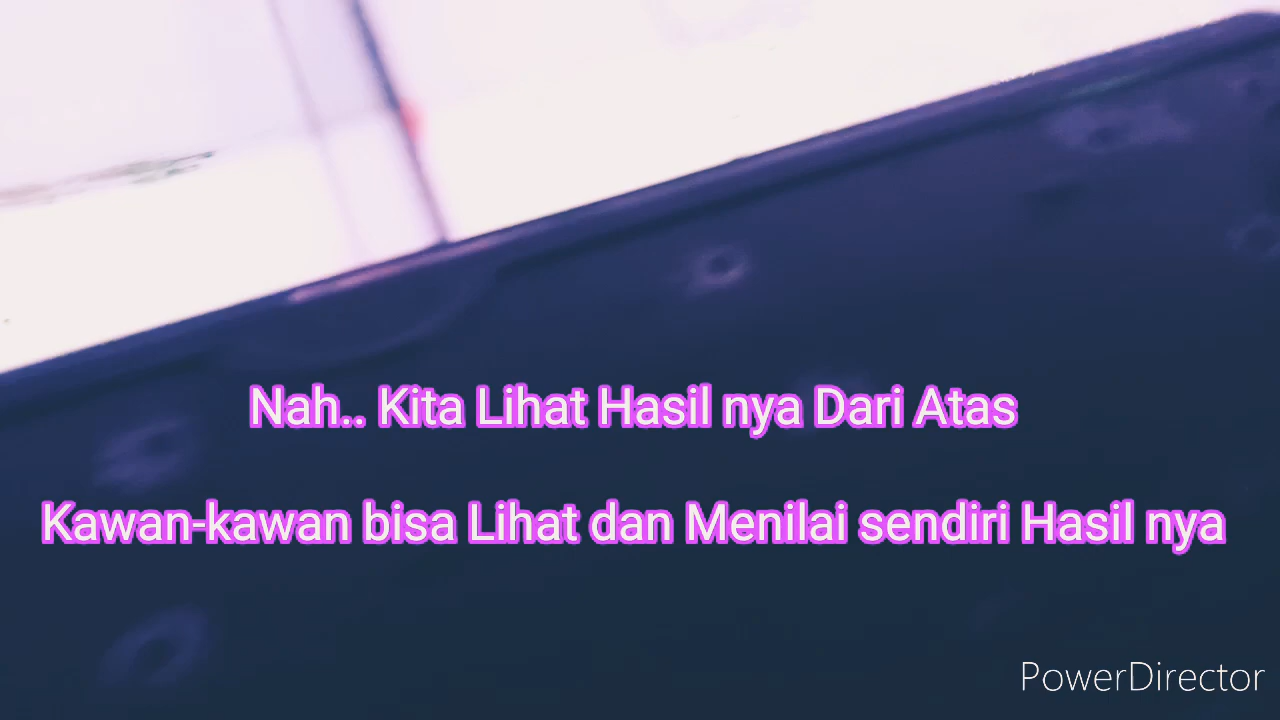 Nah.. Kita Lihat Hasil nya Dari Atas
Kawan-kawan bisa Lihat dan Menilai sendiri Hasil nya
PowerDirector